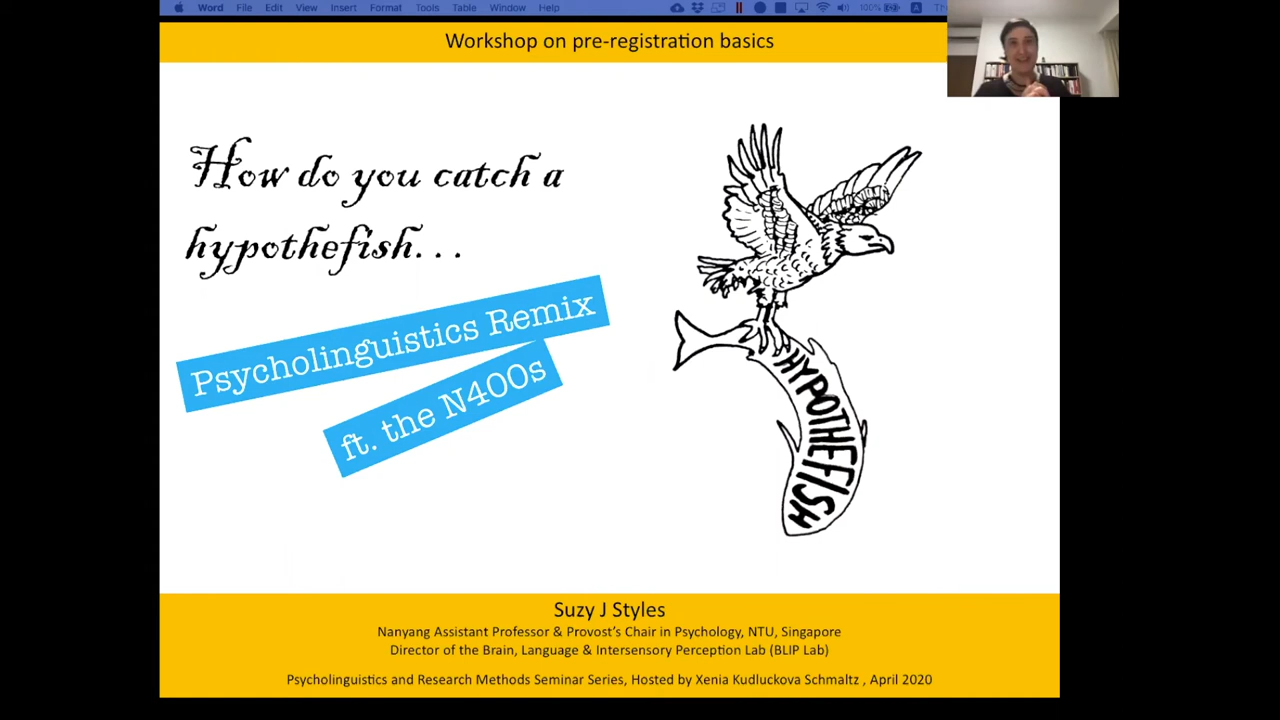 Word File Edit View Insert Format Tools Table Window Help 100%
Workshop on pre-registration basics
How do you catch a
hypothefish...
Psycholinguistics Remix
ft. the N400s
HYPOTHEFISH
Suzy J Styles
Nanyang Assistant Professor & Provost's Chair in Psychology, NTU, Singapore
Director of the Brain, Language & Intersensory Perception Lab (BLIP Lab)
Psycholinguistics and Research Methods Seminar Series, Hosted by Xenia Kudluckova Schmaltz , April 2020